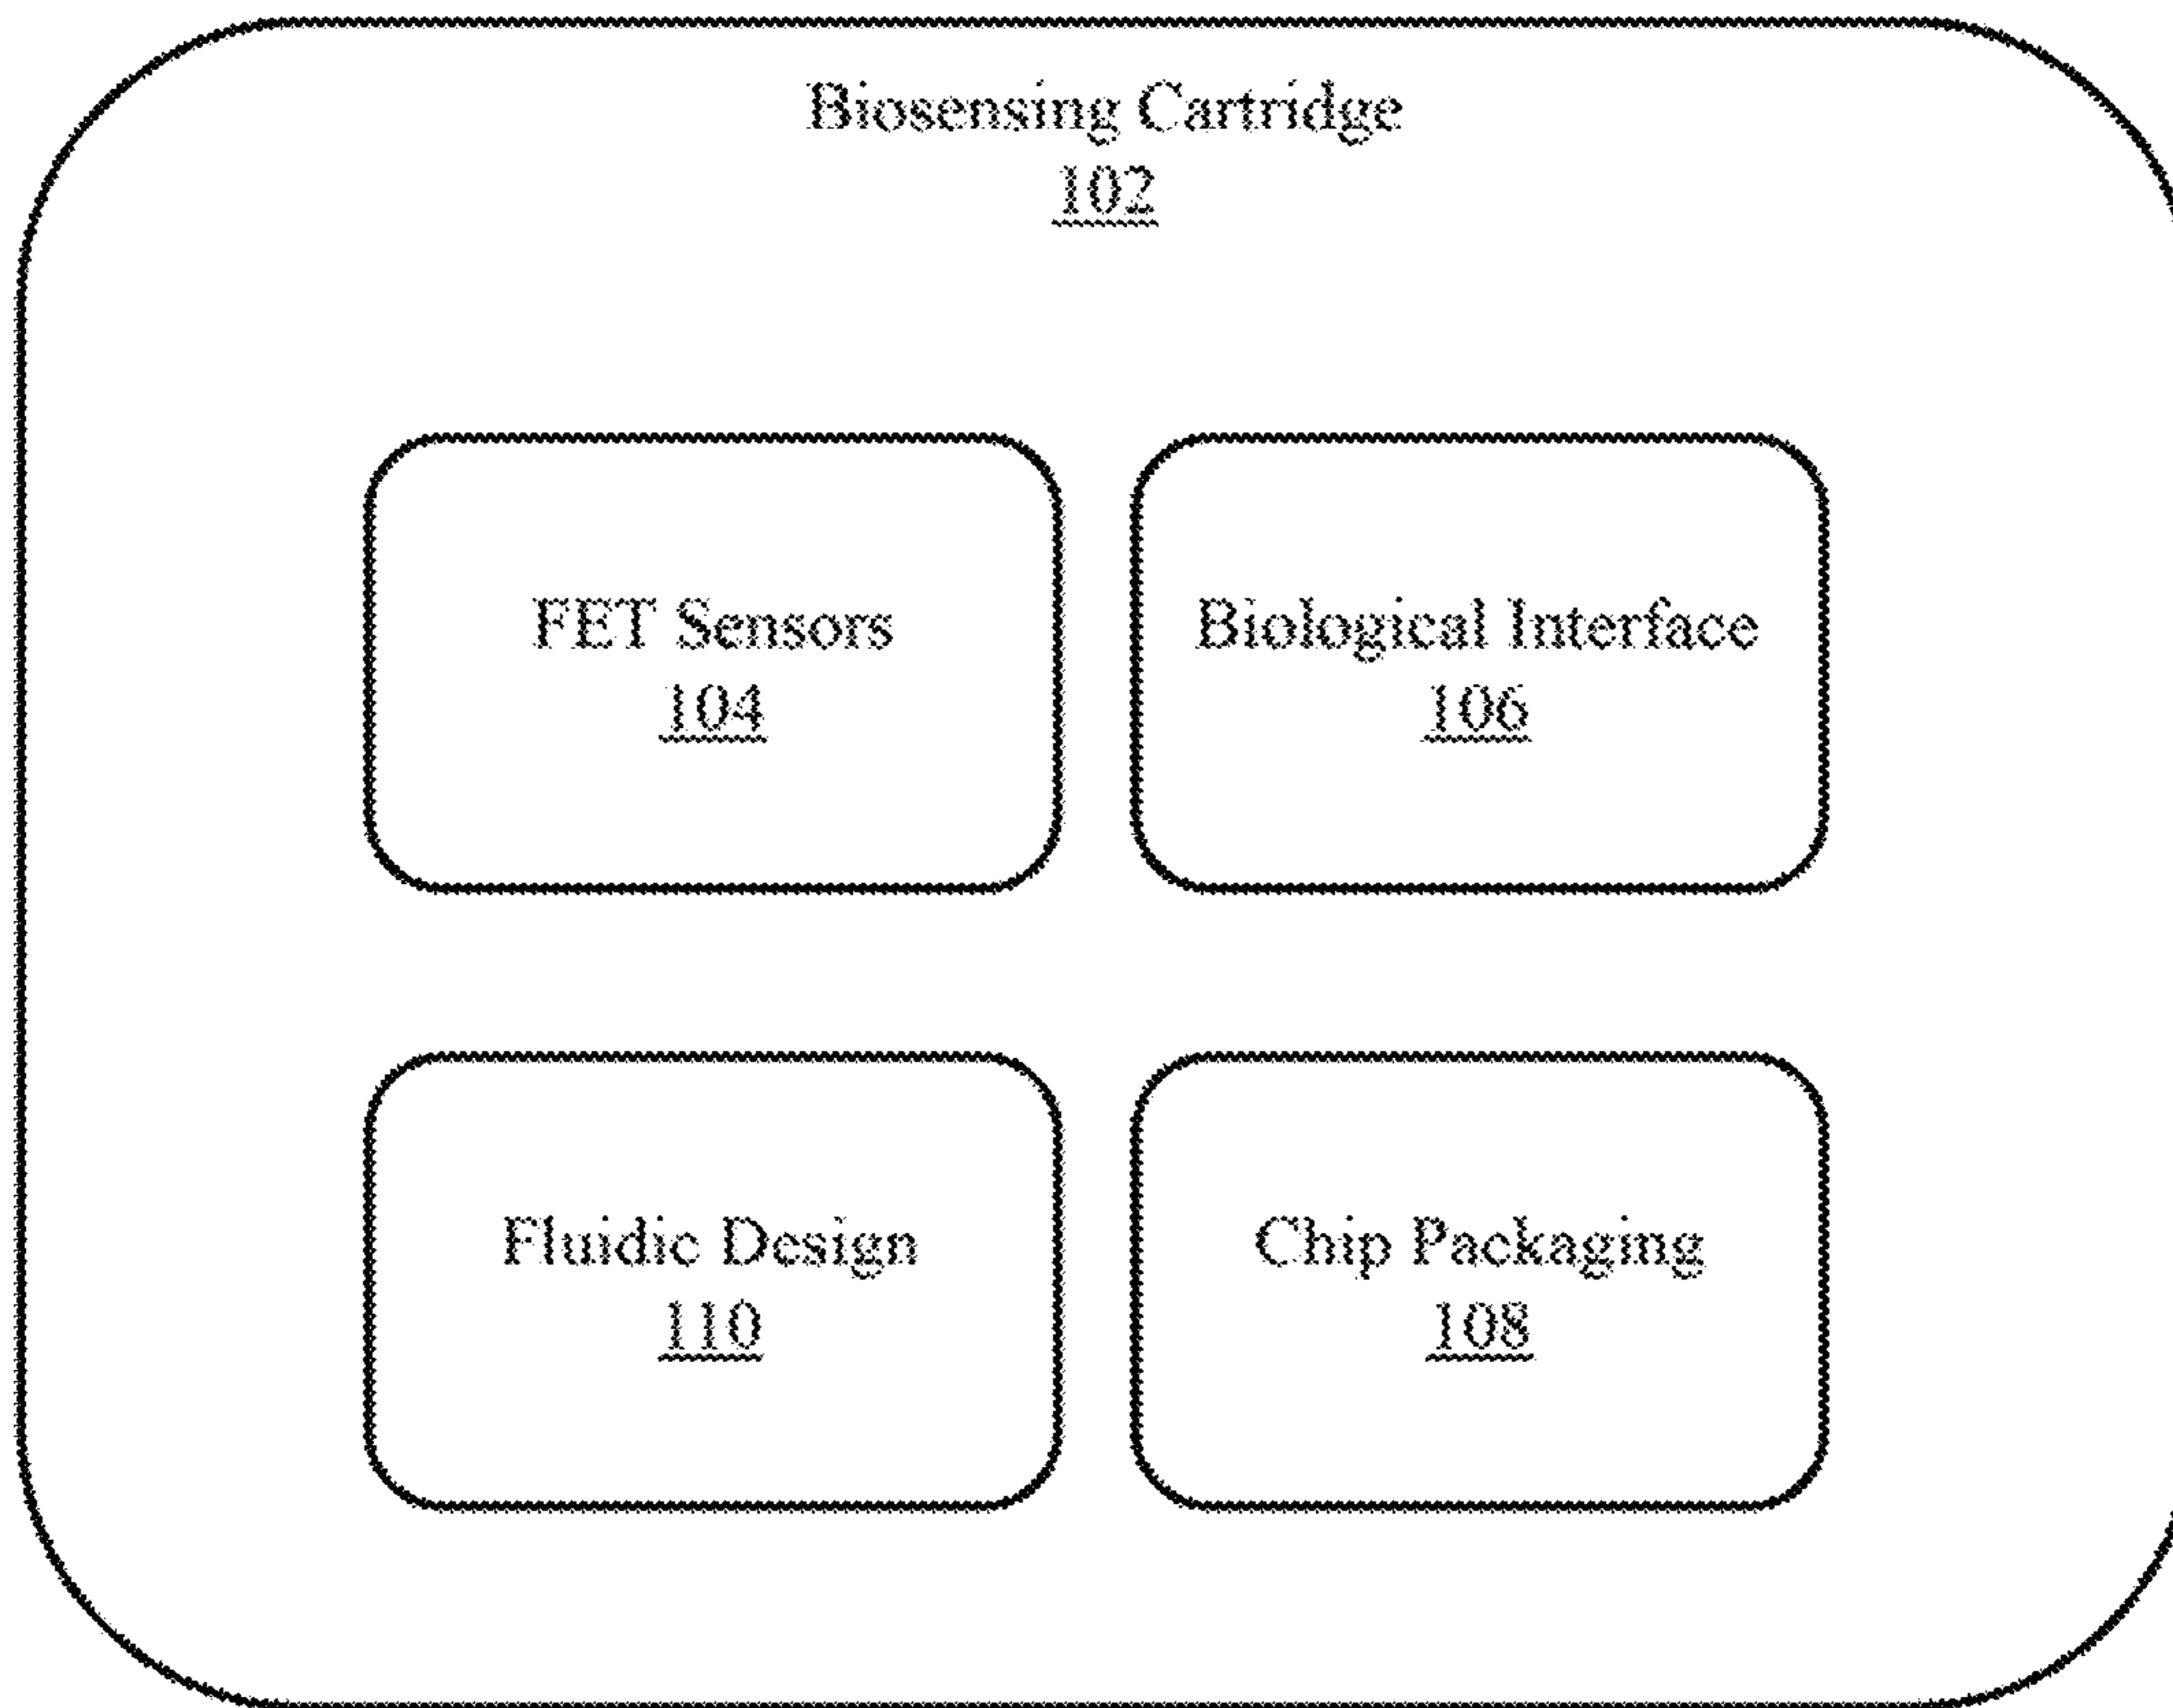 Biosensing Cartridge
102
FET Sensors
104
Biological Interface
106
Fluidic Design
110
Chip Packaging
108